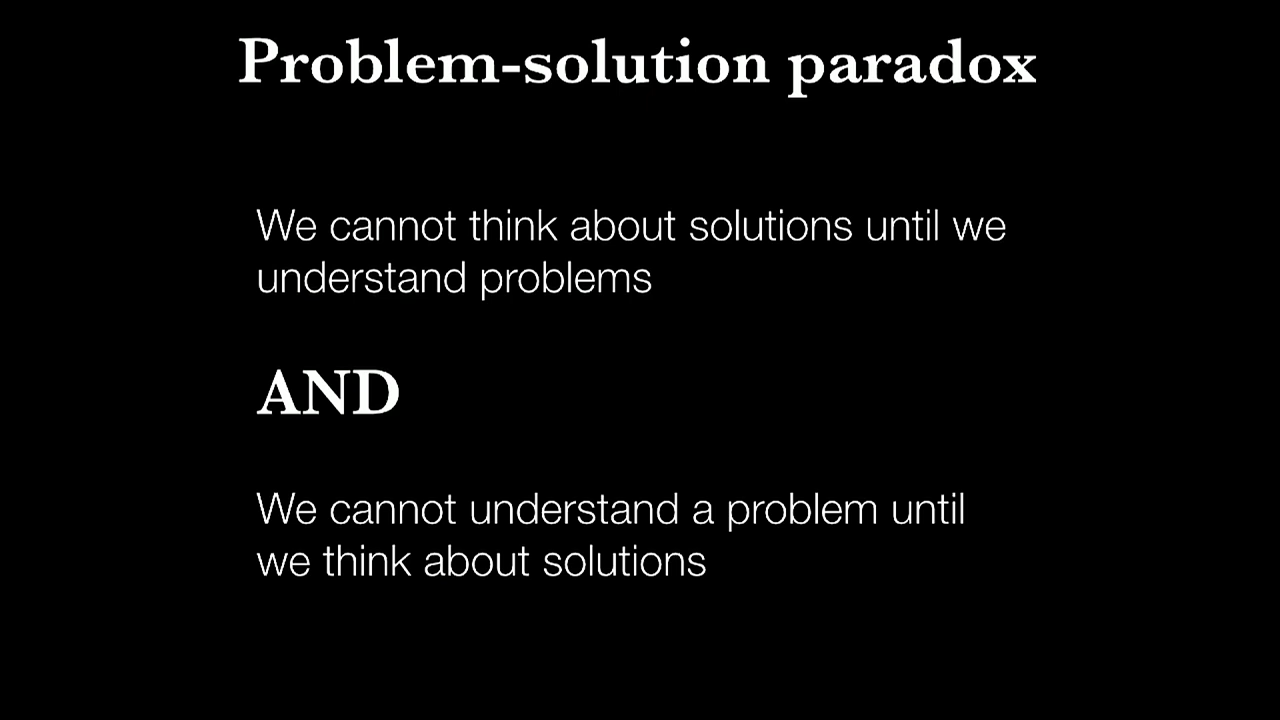 Problem-solution paradox
We cannot think about solutions until we
understand problems
AND
We cannot understand a problem until
we think about solutions